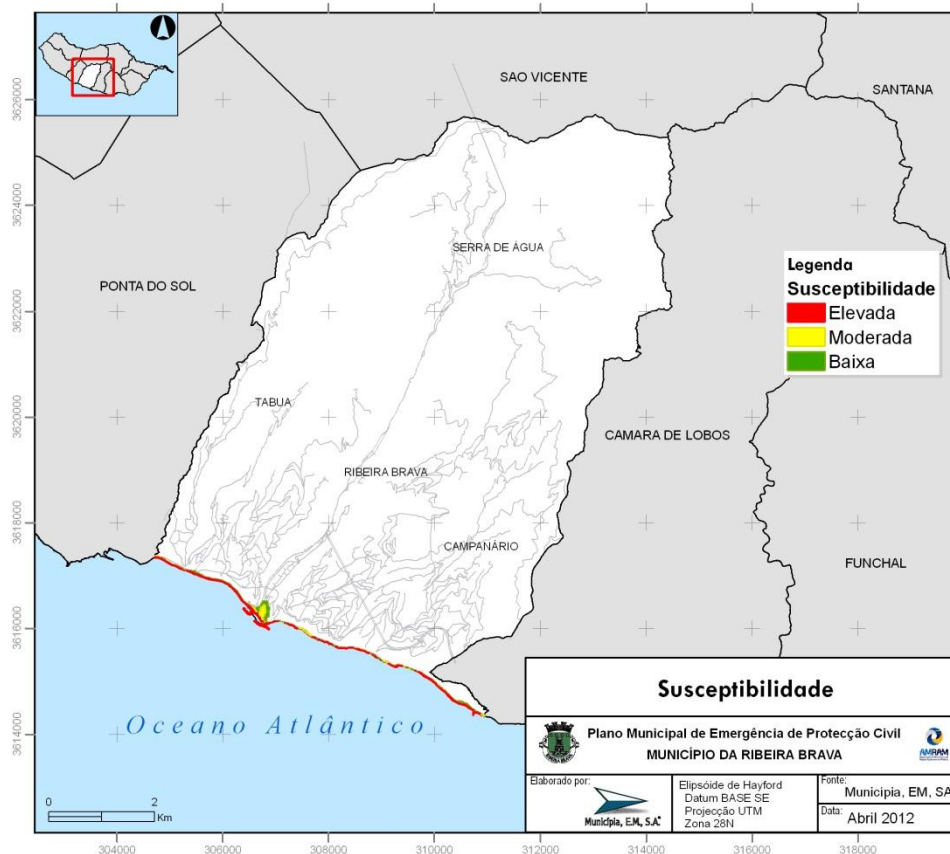 SAO VICENTE
SANTANA
SERRA DE ÁGUA
PONTA DO SOL
Legenda
Susceptibilidade
Elevada
Moderada
Baixa
TABUA
CAMARA DE LOBOS
RIBEIRA BRAVA
CAMPANÁRIO
FUNCHAL
Oceano Atlântico
0 2
Km
Susceptibilidade
Plano Municipal de Emergência de Protecção Civil
MUNICÍPIO DA RIBEIRA BRAVA
AMRAM
Elaborado por:
Municípia, E.M., S.A.
Elipsóide de Hayford
Datum BASE SE
Projecção UTM
Zona 28N
Fonte:
Municipia, EM, SA
Data: Abril 2012
3626000
3624000
3622000
3620000
3618000
3616000
3614000
304000 306000 308000 310000 312000 314000 316000 318000